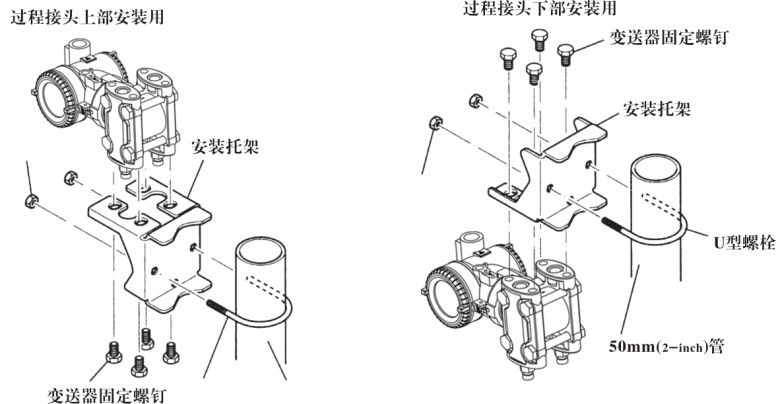 过程接头上部安装用
安装托架
变送器固定螺钉
过程接头下部安装用
变送器固定螺钉
安装托架
U型螺栓
50mm(2-inch)管